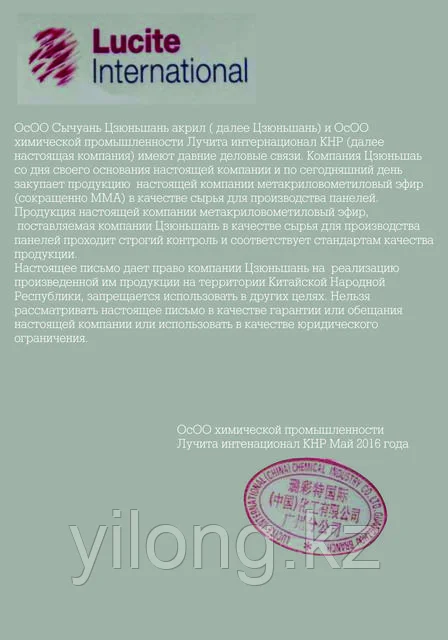 Lucite
International
ОсОО Сычуань Цзюньшань акрил ( далее Цзюньшань) и ОсОО
химической промышленности Лучита интернационал КНР (далее
настоящая компания) имеют давние деловые связи. Компания Цзюньшаь
со дня своего основания настоящей компании и по сегодняшний день
закупает продукцию настоящей компании метакриловометиловый эфир
(сокращенно ММА) в качестве сырья для производства панелей.
Продукция настоящей компании метакриловометиловый эфир,
поставляемая компании Цзюньшань в качестве сырья для производства
панелей проходит строгий контроль и соответствует стандартам качества
продукции.
Настоящее письмо дает право компании Цзюньшань на реализацию
произведенной им продукции на территории Китайской Народной
Республики, запрещается использовать в других целях. Нельзя
рассматривать настоящее письмо в качестве гарантии или обещания
настоящей компании или использовать в качестве юридического
ограничения.
ОсОО химической промышленности
Лучита интенационал КНР Май 2016 года
LUCITE INTERNATIONAL (CHINA) CHEMICAL INDUSTRY CO., LTD. GUANGZHOU BRANCH
璐彩特国际
(中国)化工有限公司
广州分公司
yilong.kz